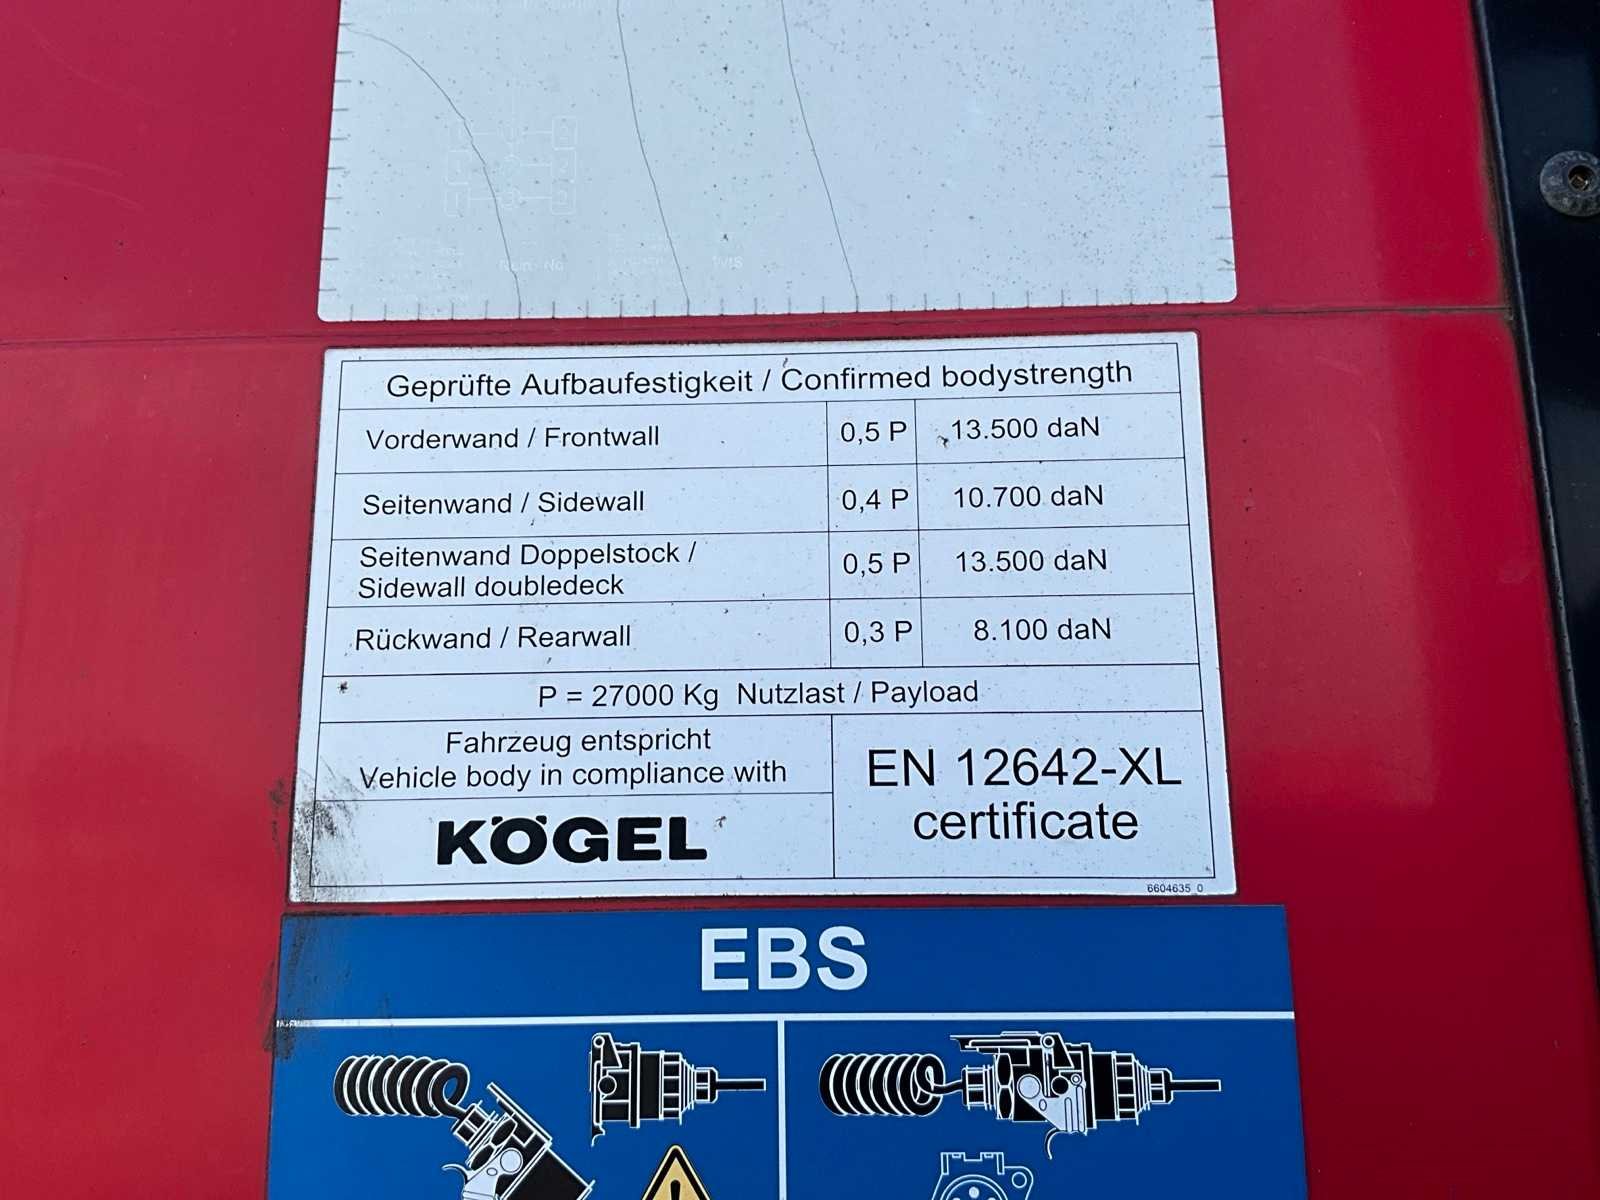 Geprüfte Aufbaufestigkeit / Confirmed bodystrength
Vorderwand / Frontwall 0,5 P 13.500 daN
Seitenwand / Sidewall 0,4 P 10.700 daN
Seitenwand Doppelstock /
Sidewall doubledeck 0,5 P 13.500 daN
Rückwand / Rearwall 0,3 P 8.100 daN
P = 27000 Kg Nutzlast / Payload
Fahrzeug entspricht
Vehicle body in compliance with
KÖGEL
EN 12642-XL
certificate
6604635_0
EBS